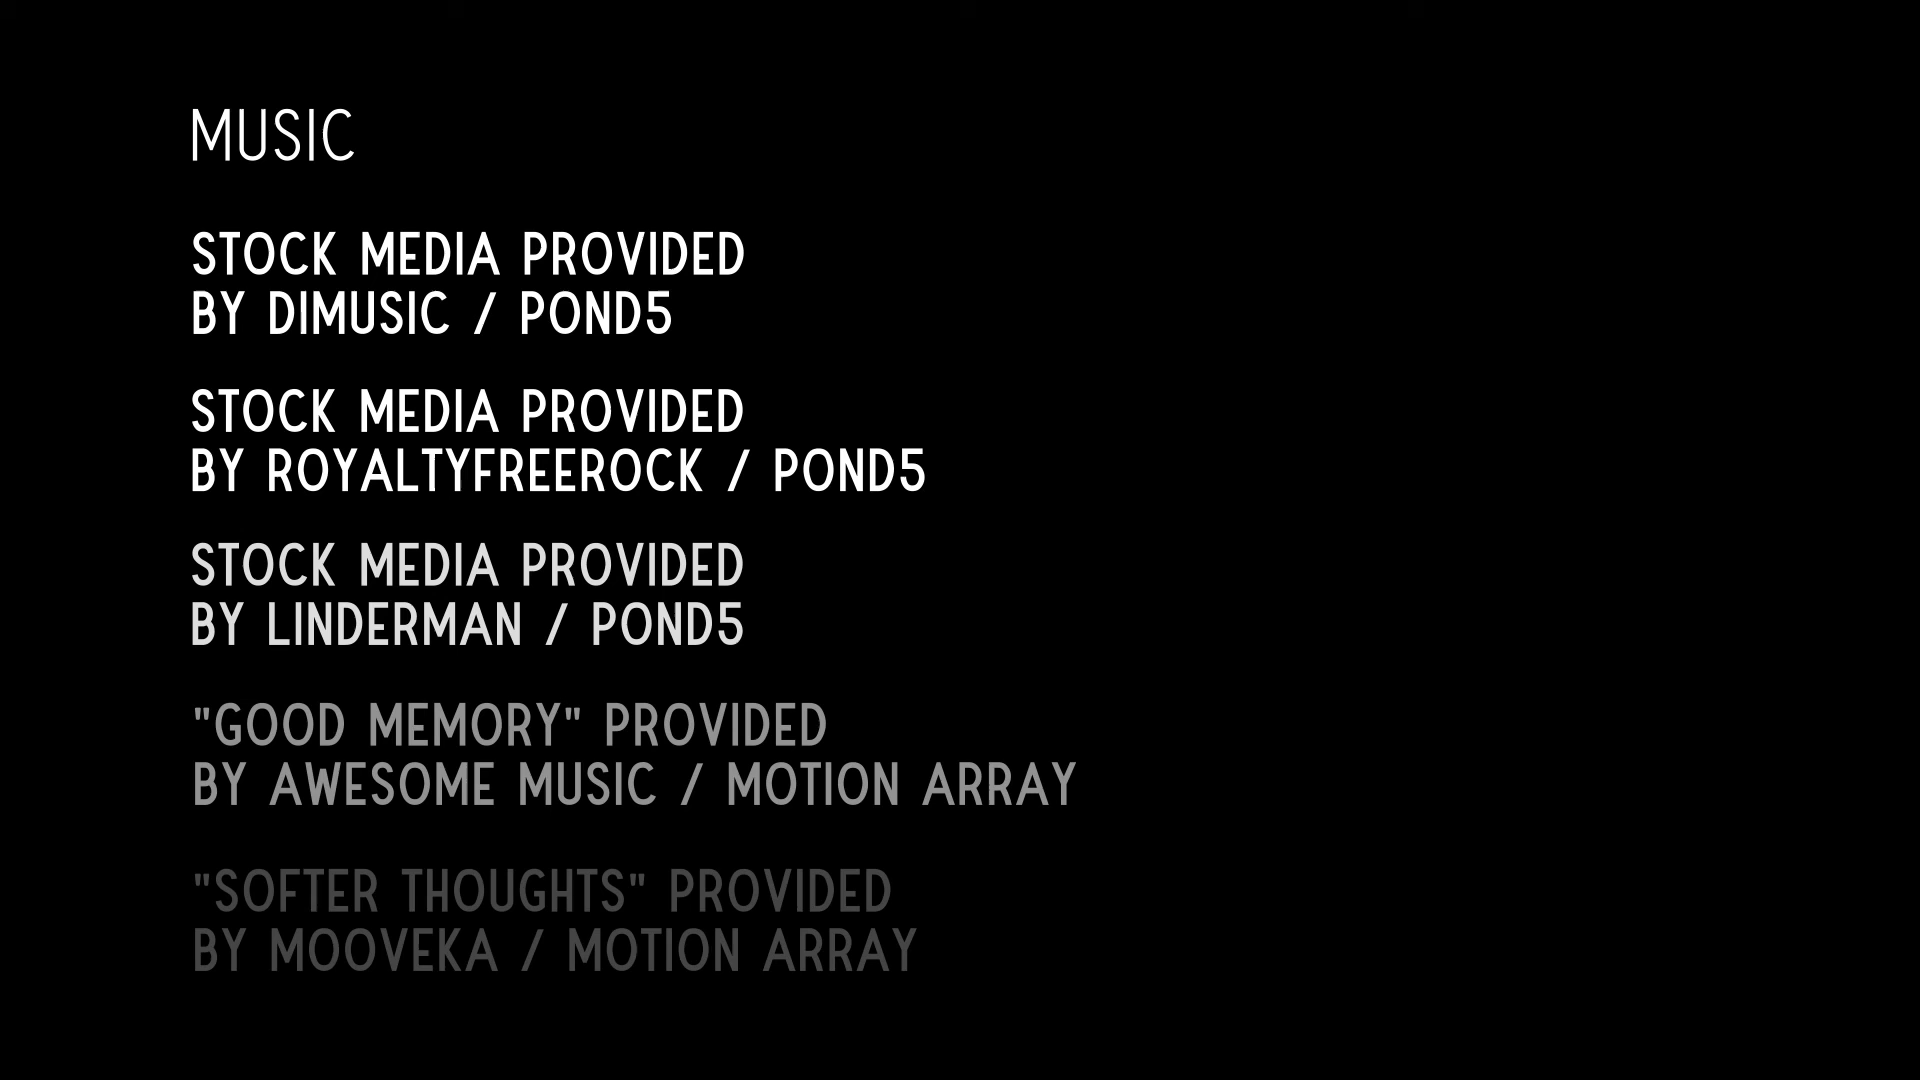 MUSIC
STOCK MEDIA PROVIDED
BY DIMUSIC / POND5
STOCK MEDIA PROVIDED
BY ROYALTYFREEROCK / POND5
STOCK MEDIA PROVIDED
BY LINDERMAN / POND5
"GOOD MEMORY" PROVIDED
BY AWESOME MUSIC / MOTION ARRAY
"SOFTER THOUGHTS" PROVIDED
BY MOOVEKA / MOTION ARRAY